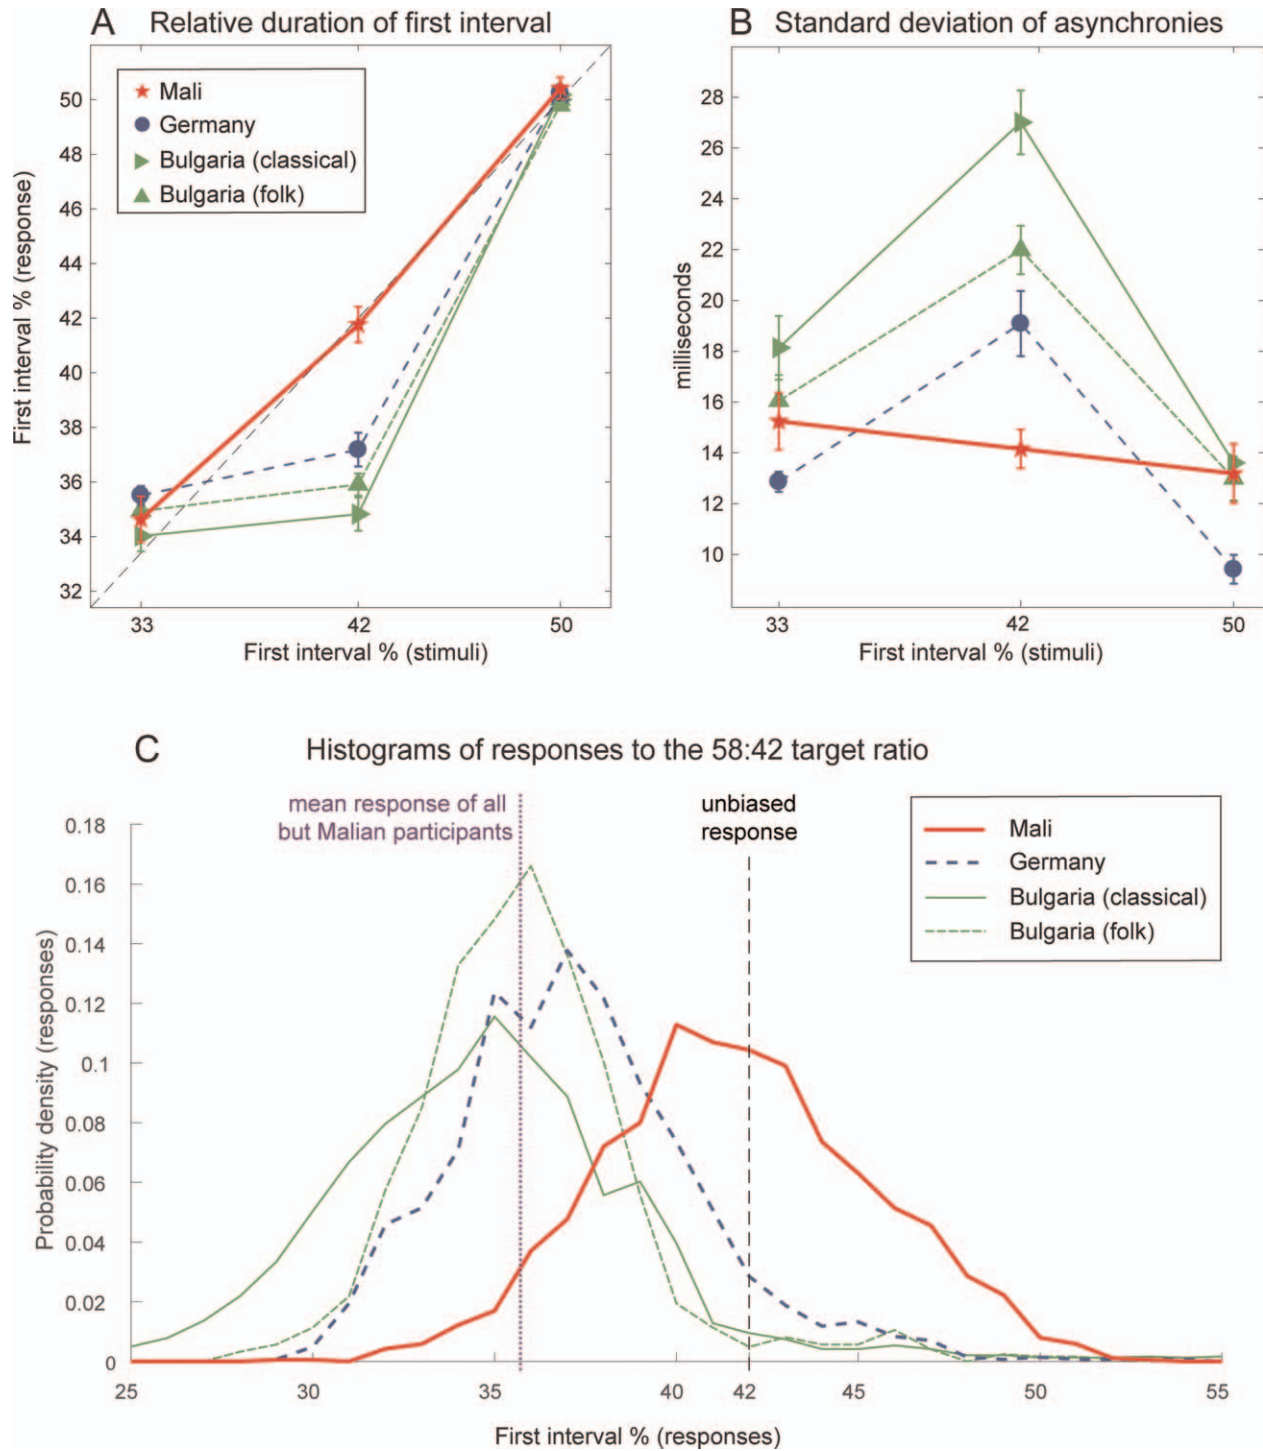 A Relative duration of first interval
First interval % (response)
50
48
46
44
42
40
38
36
34
32
Mali
Germany
Bulgaria (classical)
Bulgaria (folk)
33
42
50
First interval % (stimuli)
B Standard deviation of asynchronies
milliseconds
28
26
24
22
20
18
16
14
12
10
33
42
50
First interval % (stimuli)
C Histograms of responses to the 58:42 target ratio
mean response of all
but Malian participants
unbiased
response
Mali
Germany
Bulgaria (classical)
Bulgaria (folk)
Probability density (responses)
0.18
0.16
0.14
0.12
0.1
0.08
0.06
0.04
0.02
0
25
30
35
40
42
45
50
55
First interval % (responses)